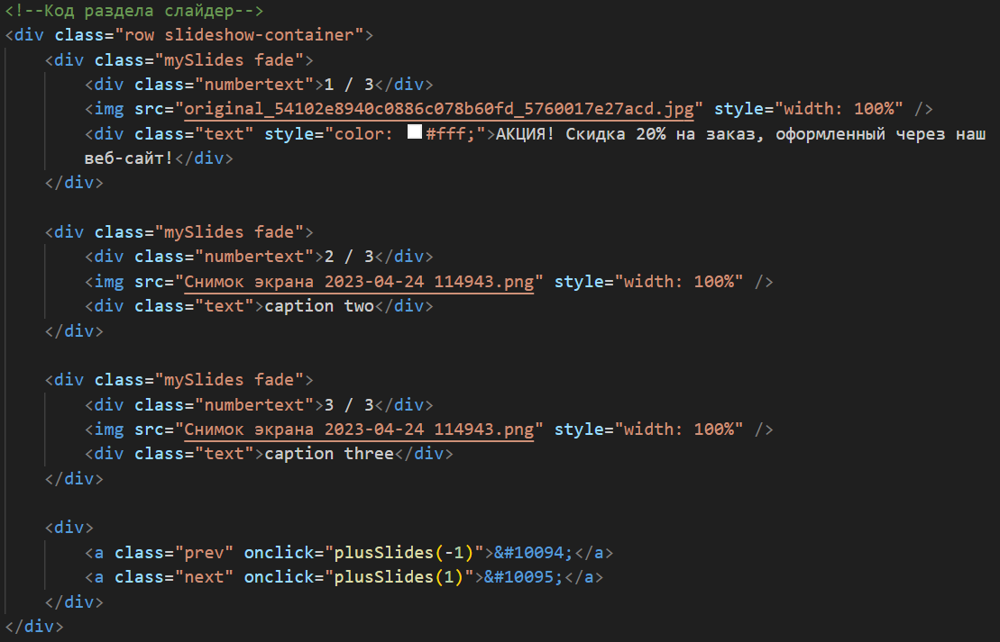 <!--Код раздела слайдер-->
<div class="row slideshow-container">
<div class="mySlides fade">
<div class="numbertext">1 / 3</div>
<img src="original_54102e8940c0886c078b60fd_5760017e27acd.jpg" style="width: 100%" />
<div class="text" style="color: #fff;">АКЦИЯ! Скидка 20% на заказ, оформленный через наш
веб-сайт!</div>
</div>
<div class="mySlides fade">
<div class="numbertext">2 / 3</div>
<img src="Снимок экрана 2023-04-24 114943.png" style="width: 100%" />
<div class="text">caption two</div>
</div>
<div class="mySlides fade">
<div class="numbertext">3 / 3</div>
<img src="Снимок экрана 2023-04-24 114943.png" style="width: 100%" />
<div class="text">caption three</div>
</div>
<div>
<a class="prev" onclick="plusSlides(-1)">&#10094;</a>
<a class="next" onclick="plusSlides(1)">&#10095;</a>
</div>
</div>